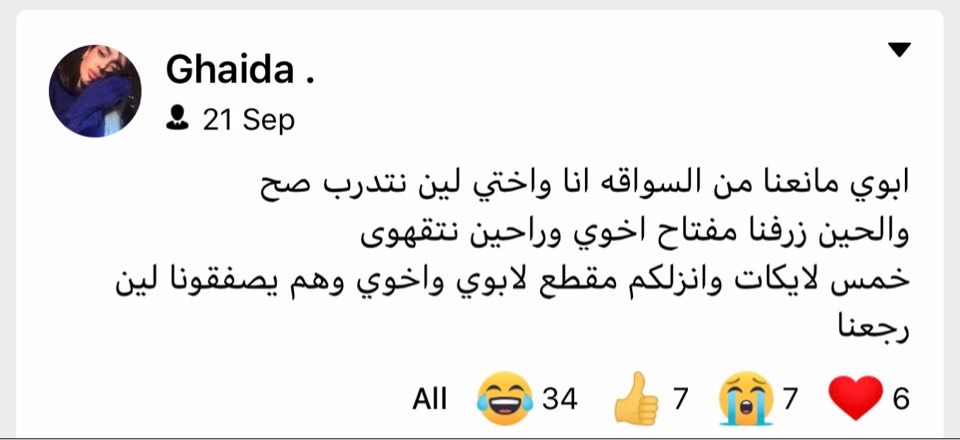 Ghaida .
21 Sep
ابوي مانعنا من السواقه انا واختي لين نتدرب صح
والحين زرفنا مفتاح اخوي وراحين نتقهوى
خمس لايكات وانزلكم مقطع لابوي واخوي وهم يصفقونا لين
رجعنا
All 34 7 7 6